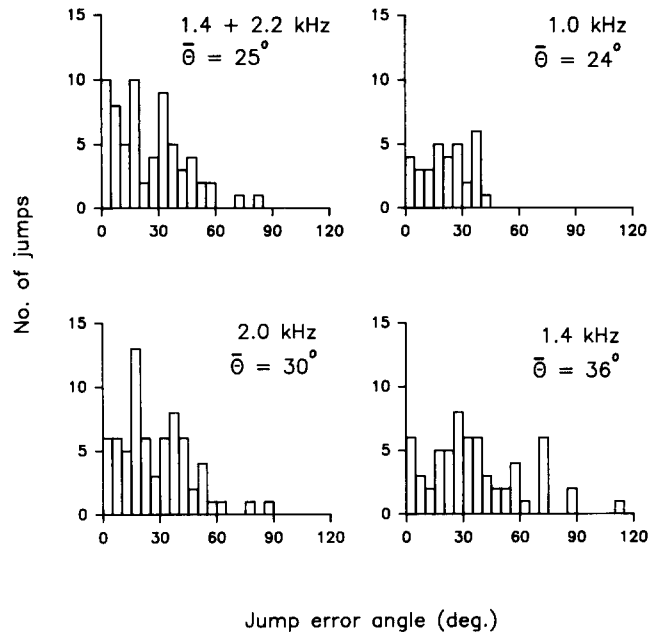 1.4 + 2.2 kHz
θ̄ = 25°
15
10
5
0
0 30 60 90 120
1.0 kHz
θ̄ = 24°
15
10
5
0
0 30 60 90 120
No. of jumps
2.0 kHz
θ̄ = 30°
15
10
5
0
0 30 60 90 120
1.4 kHz
θ̄ = 36°
15
10
5
0
0 30 60 90 120
Jump error angle (deg.)